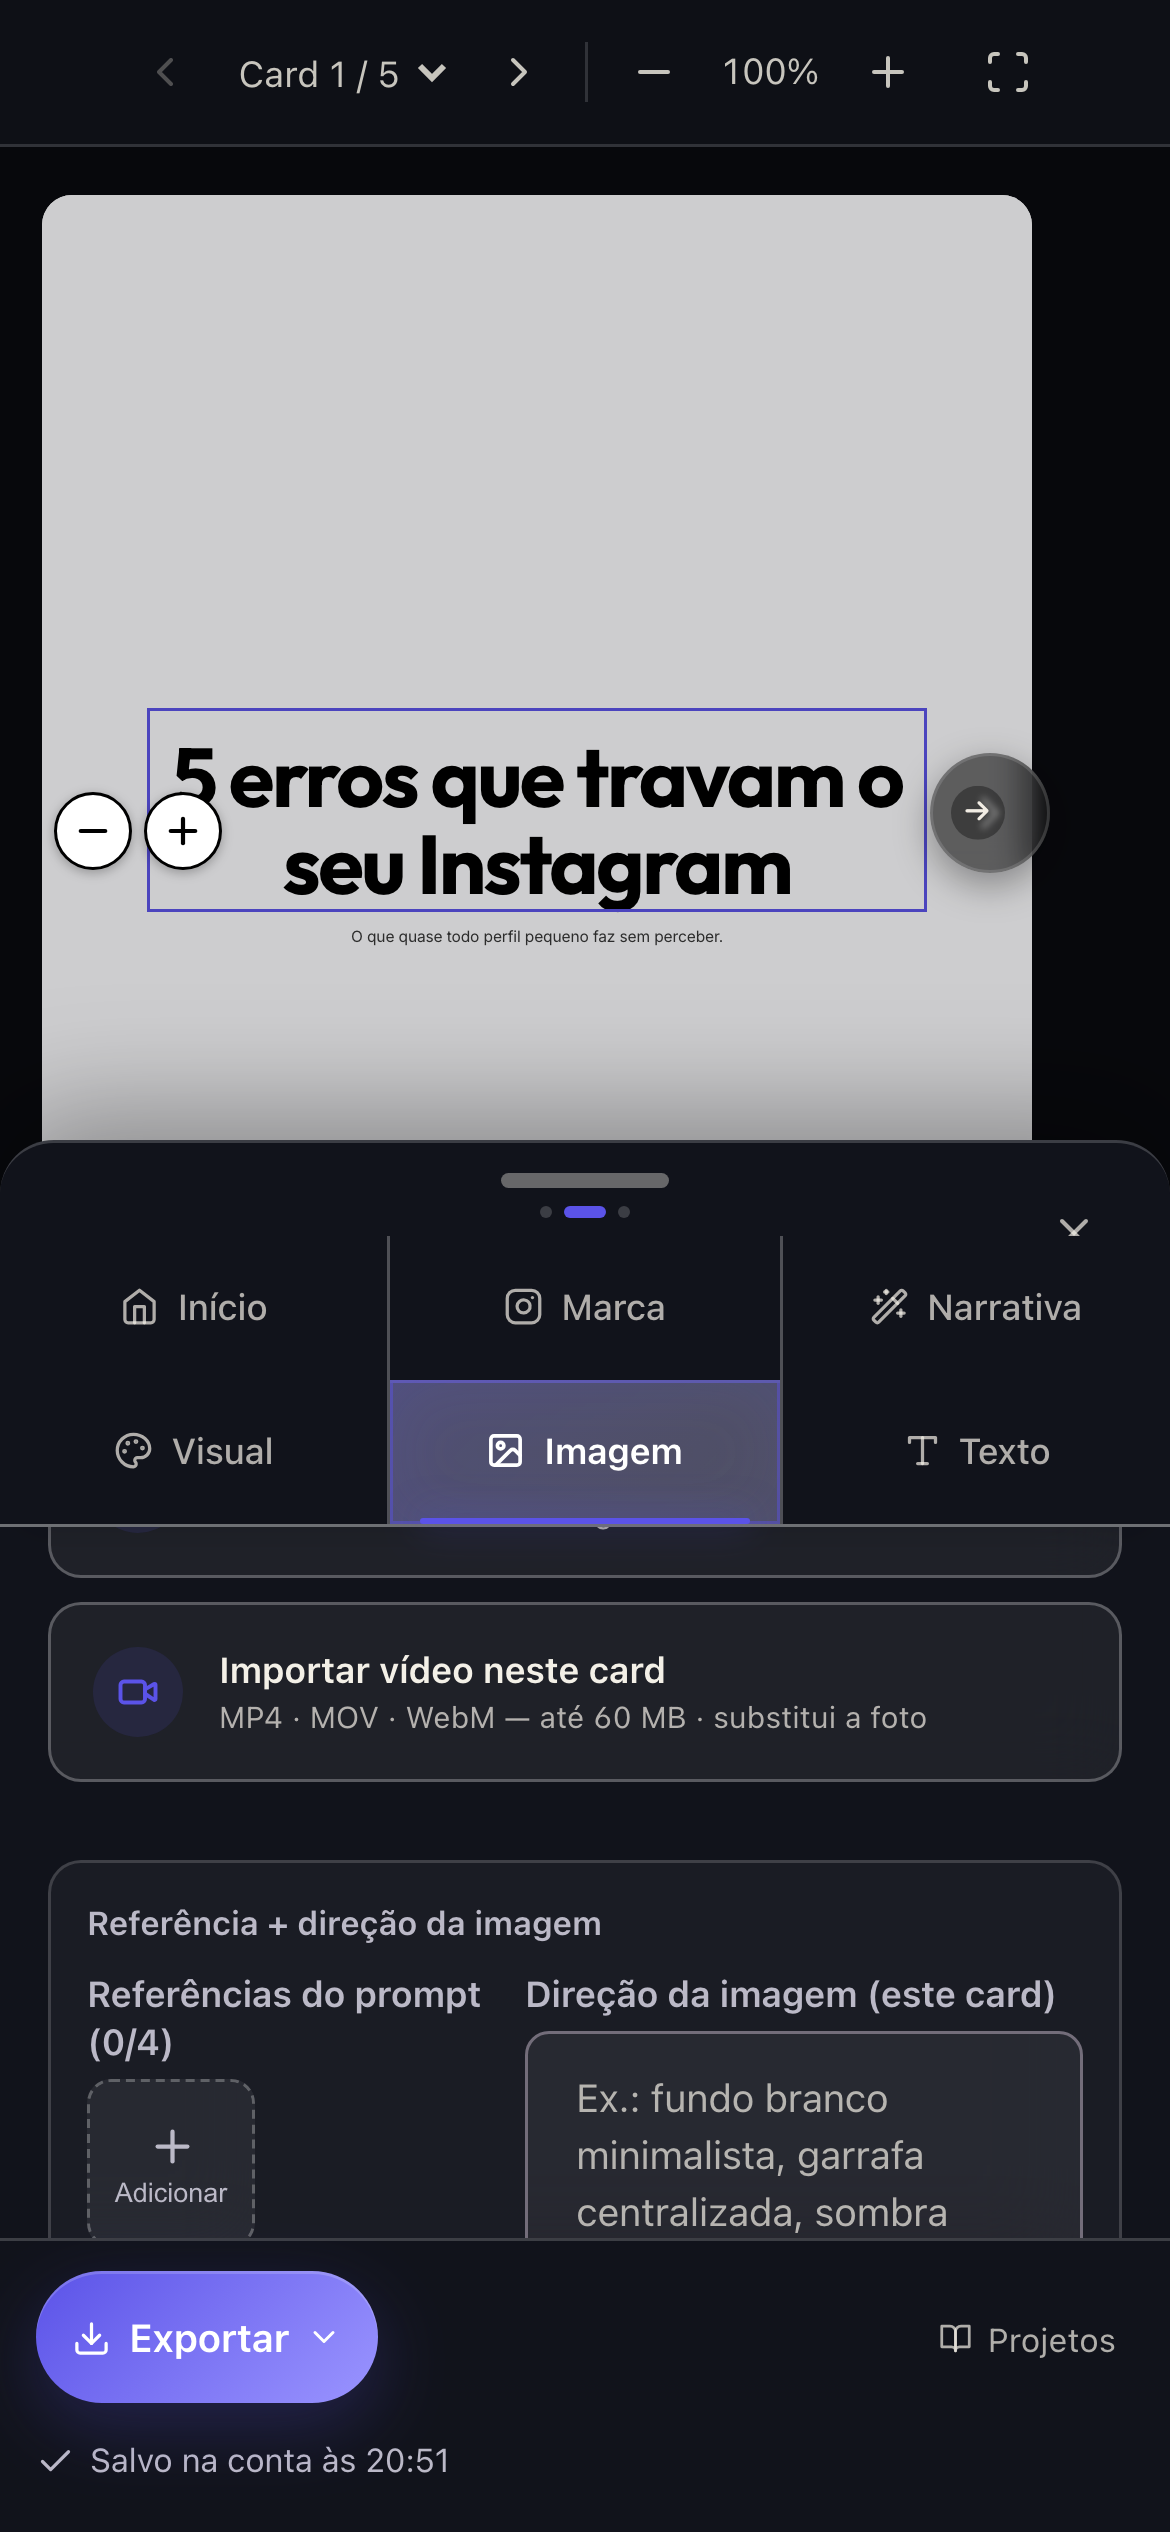 Card 1 / 5
100%
5 erros que travam o
seu Instagram
O que quase todo perfil pequeno faz sem perceber.
Início
Marca
Narrativa
Visual
Imagem
Texto
Importar vídeo neste card
MP4 · MOV · WebM — até 60 MB · substitui a foto
Referência + direção da imagem
Referências do prompt
(0/4)
Adicionar
Direção da imagem (este card)
Ex.: fundo branco
minimalista, garrafa
centralizada, sombra
Exportar
Projetos
Salvo na conta às 20:51